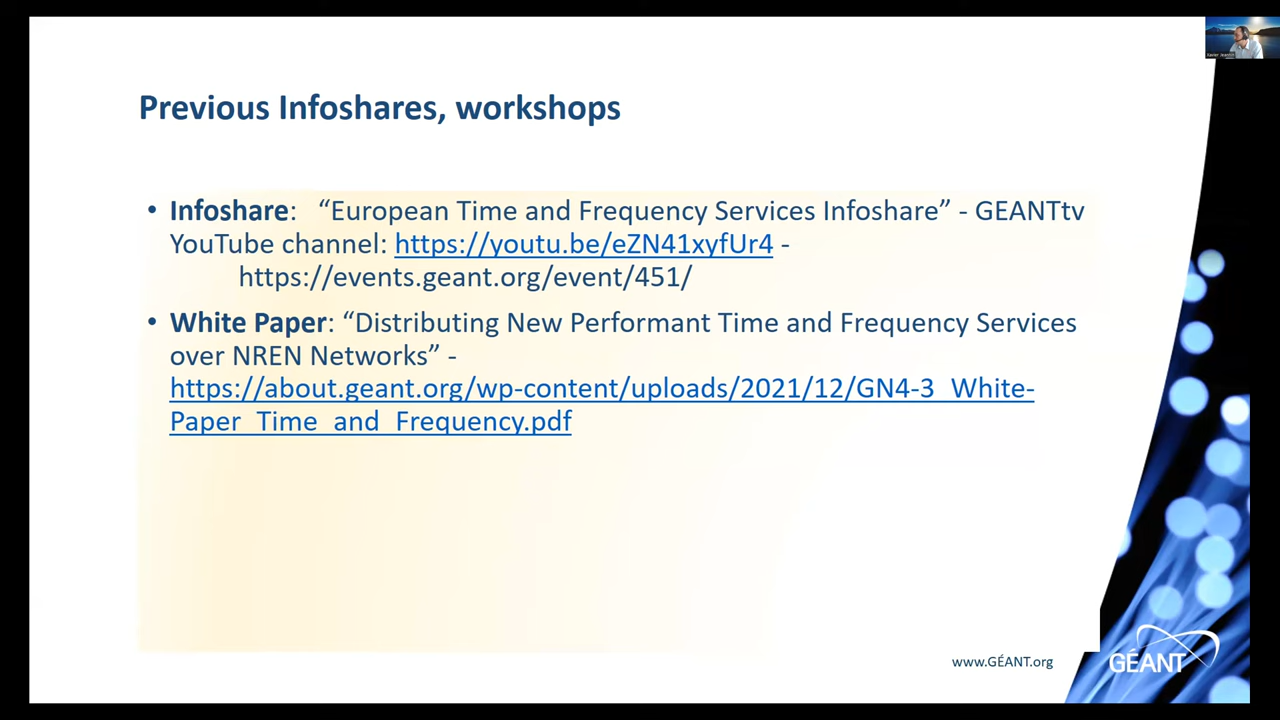 Previous Infoshares, workshops
• Infoshare: “European Time and Frequency Services Infoshare” - GEANTtv
YouTube channel: https://youtu.be/eZN41xyfUr4 -
https://events.geant.org/event/451/
• White Paper: “Distributing New Performant Time and Frequency Services
over NREN Networks” -
https://about.geant.org/wp-content/uploads/2021/12/GN4-3_White-
Paper_Time_and_Frequency.pdf
www.GÉANT.org
GÉANT